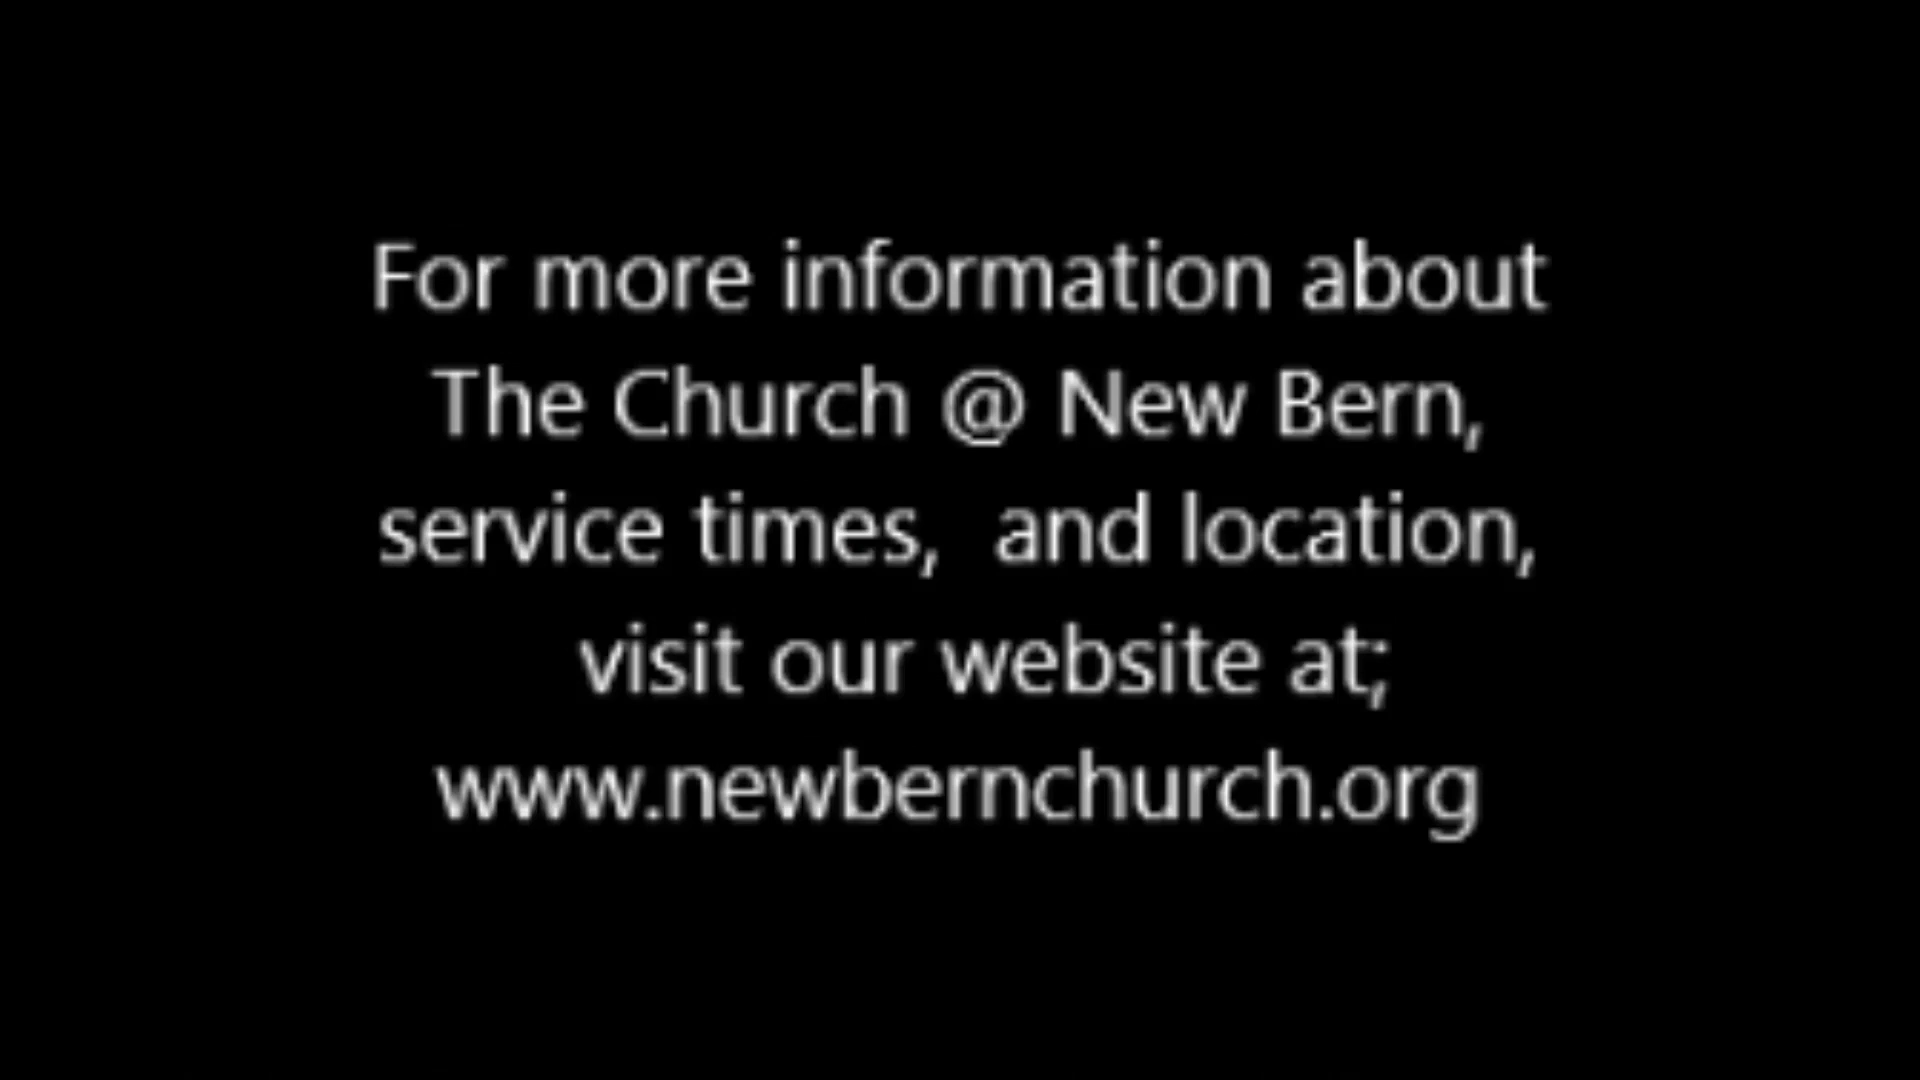 For more information about
The Church @ New Bern,
service times,  and location,
visit our website at;
www.newbernchurch.org